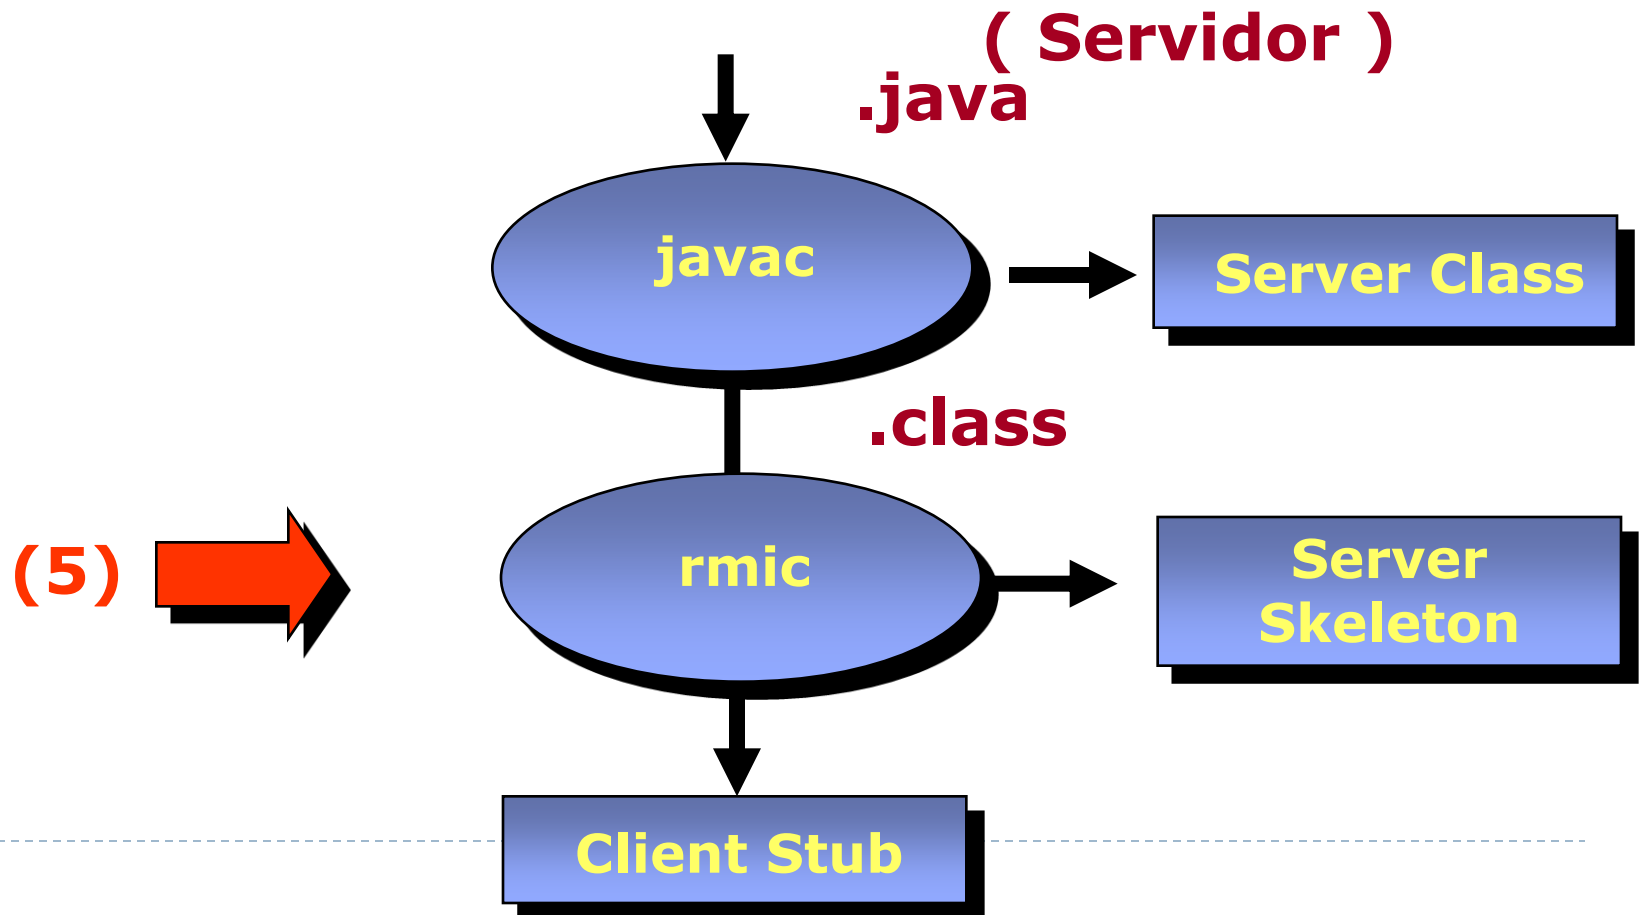 ( Servidor )
.java
javac
Server Class
.class
(5)
rmic
Server
Skeleton
Client Stub